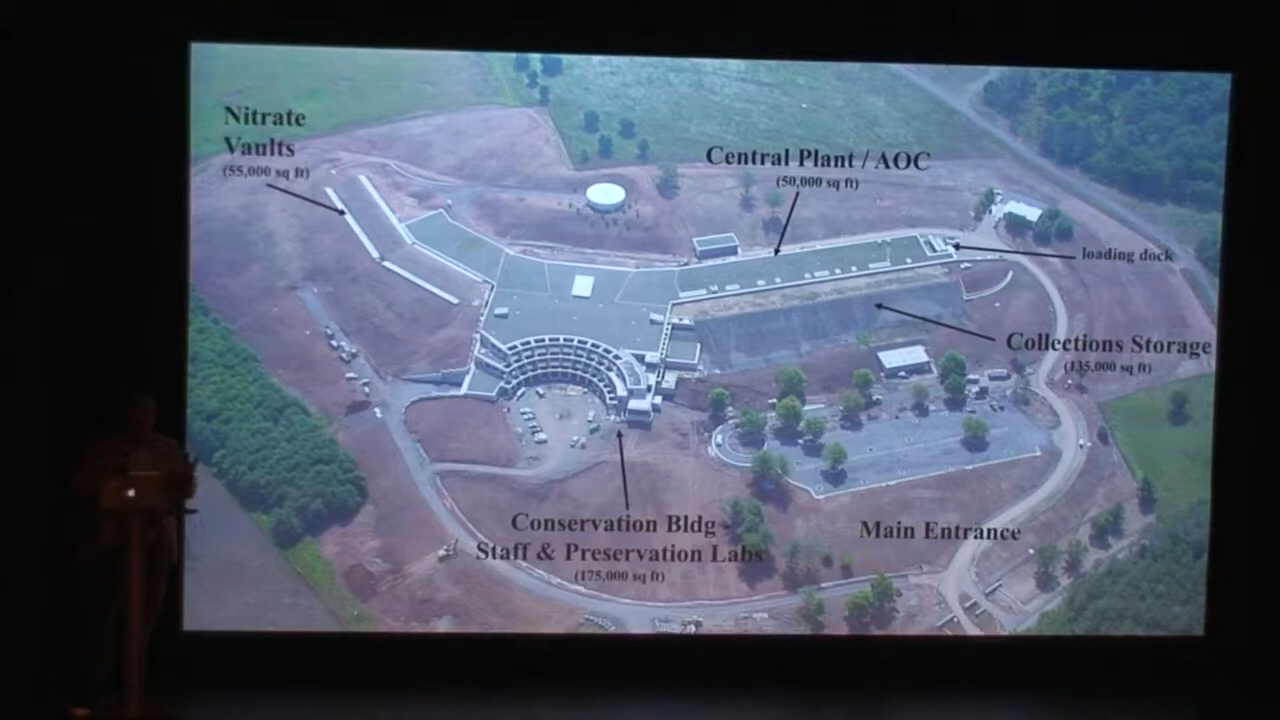 Nitrate
Vaults
(55,000 sq ft)
Central Plant / AOC
(50,000 sq ft)
loading dock
Collections Storage
(135,000 sq ft)
Conservation Bldg -
Staff & Preservation Labs
(175,000 sq ft)
Main Entrance